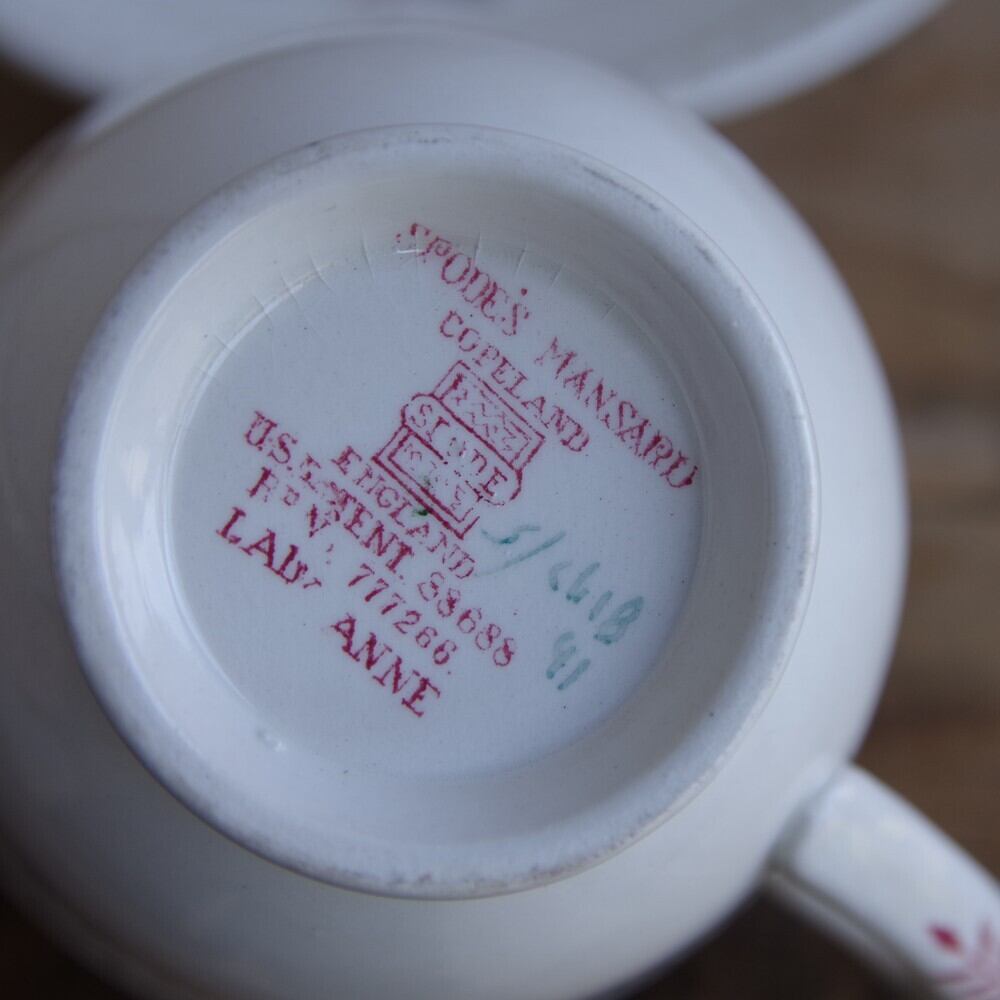 SPODE'S MANSARD
COPELAND
SPODE
ENGLAND
U.S. PATENT. 88688
RD No. 777266.
LADY ANNE